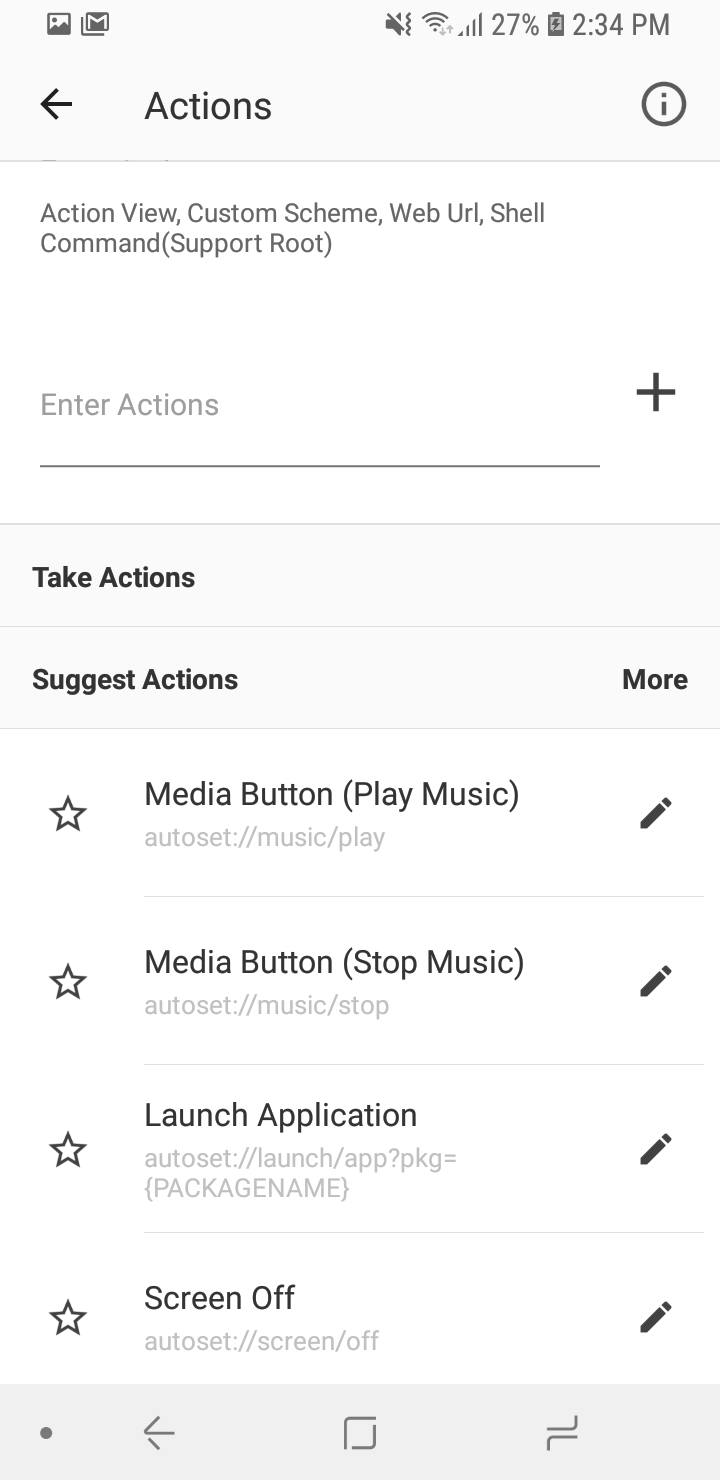 27% 2:34 PM
Actions
Action View, Custom Scheme, Web Url, Shell
Command(Support Root)
Enter Actions
Take Actions
Suggest Actions More
Media Button (Play Music)
autoset://music/play
Media Button (Stop Music)
autoset://music/stop
Launch Application
autoset://launch/app?pkg=
{PACKAGENAME}
Screen Off
autoset://screen/off